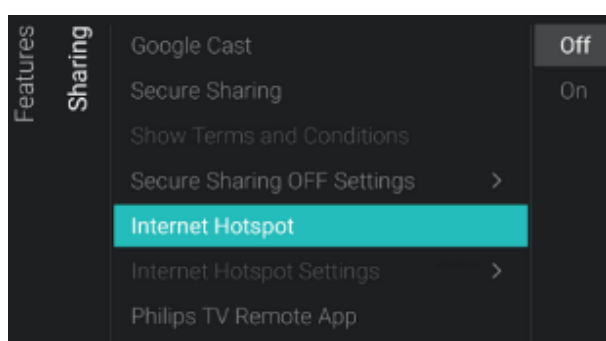 Features
Sharing
Google Cast
Secure Sharing
Show Terms and Conditions
Secure Sharing OFF Settings >
Internet Hotspot
Internet Hotspot Settings >
Philips TV Remote App
Off
On